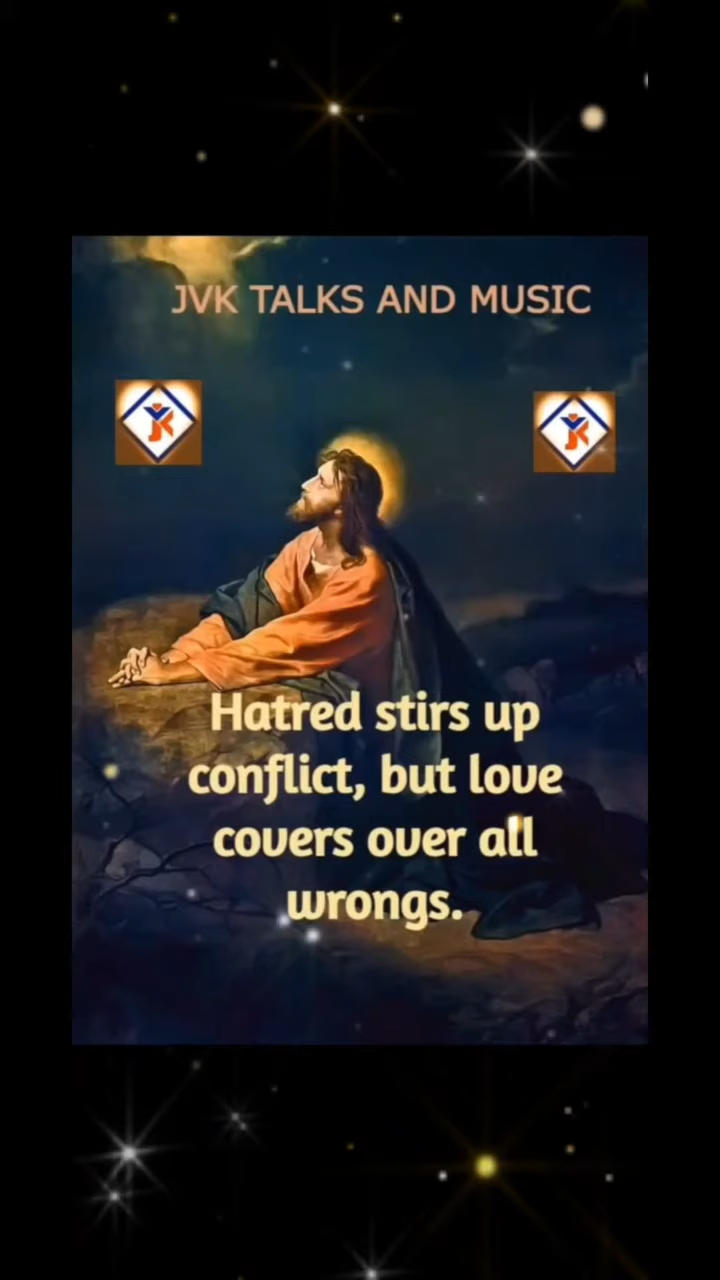 JVK TALKS AND MUSIC
Hatred stirs up
conflict, but love
covers over all
wrongs.